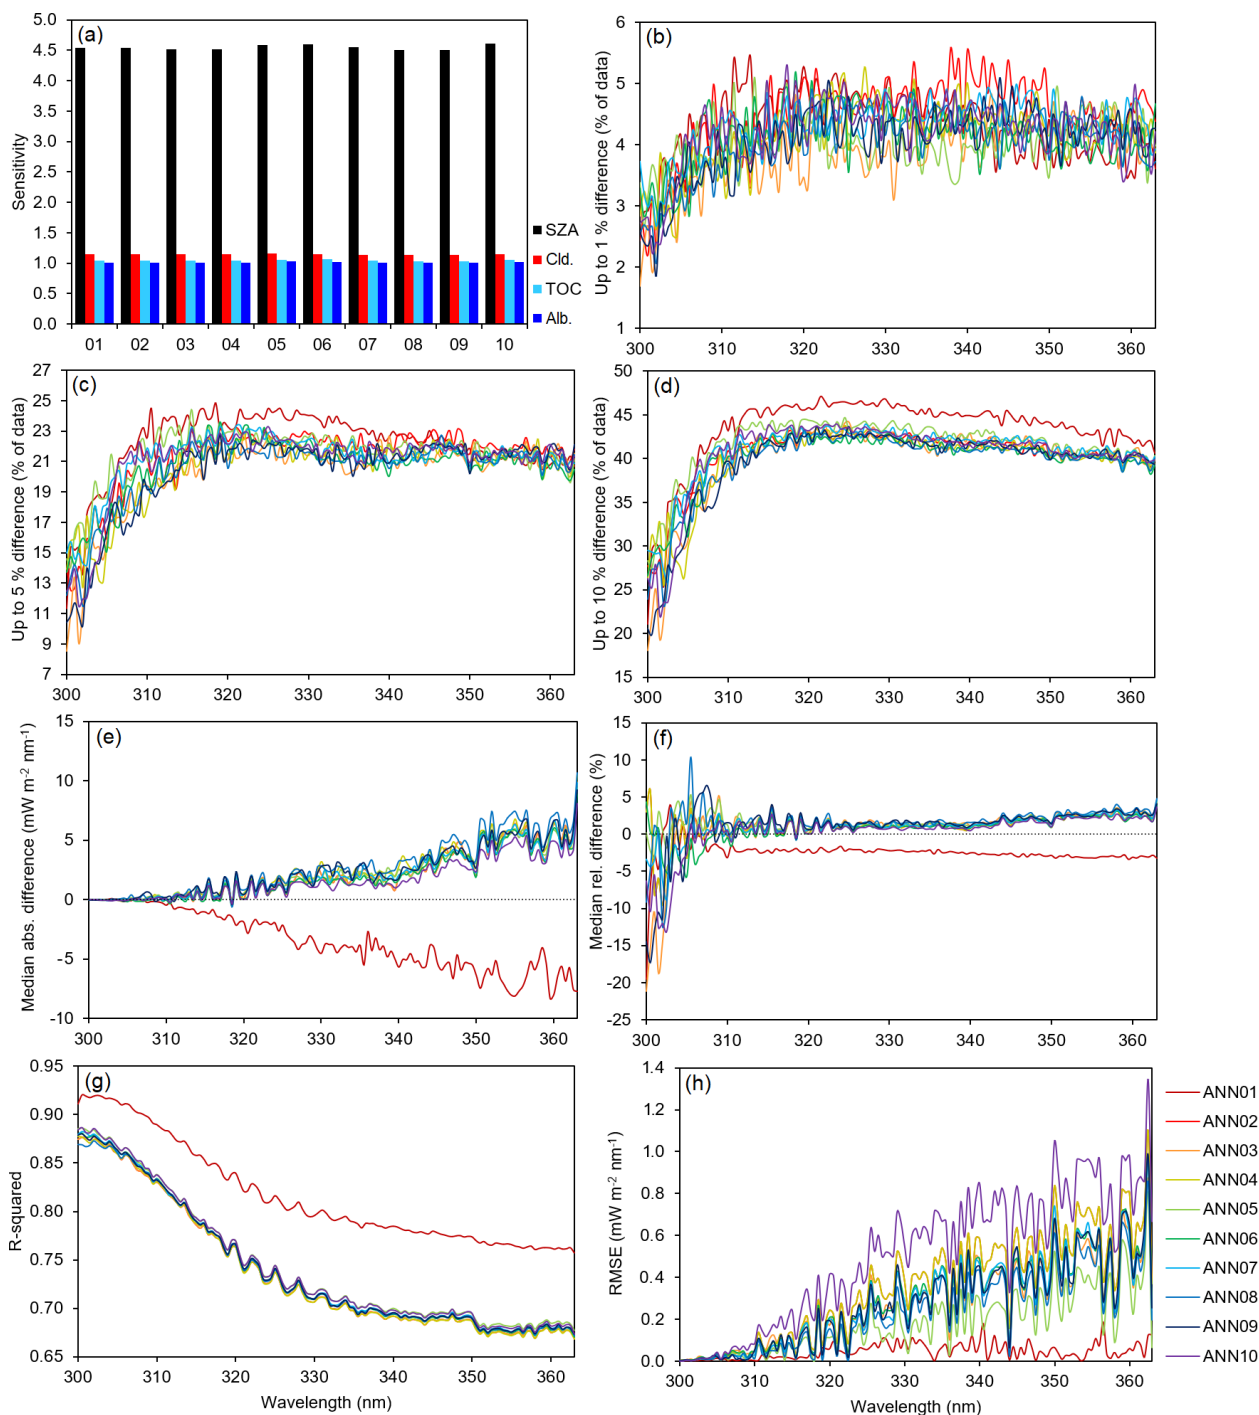 (a)
Sensitivity
5.0
4.5
4.0
3.5
3.0
2.5
2.0
1.5
1.0
0.5
0.0
01 02 03 04 05 06 07 08 09 10
SZA
Cld.
TOC
Alb.
(b)
Up to 1 % difference (% of data)
6
5
4
3
2
1
300 310 320 330 340 350 360
(c)
Up to 5 % difference (% of data)
27
25
23
21
19
17
15
13
11
9
7
300 310 320 330 340 350 360
(d)
Up to 10 % difference (% of data)
50
45
40
35
30
25
20
15
300 310 320 330 340 350 360
(e)
Median abs. difference (mW m-2 nm-1)
15
10
5
0
-5
-10
300 310 320 330 340 350 360
(f)
Median rel. difference (%)
15
10
5
0
-5
-10
-15
-20
-25
300 310 320 330 340 350 360
(g)
R-squared
0.95
0.90
0.85
0.80
0.75
0.70
0.65
300 310 320 330 340 350 360
Wavelength (nm)
(h)
RMSE (mW m-2 nm-1)
1.4
1.2
1.0
0.8
0.6
0.4
0.2
0.0
300 310 320 330 340 350 360
Wavelength (nm)
ANN01
ANN02
ANN03
ANN04
ANN05
ANN06
ANN07
ANN08
ANN09
ANN10